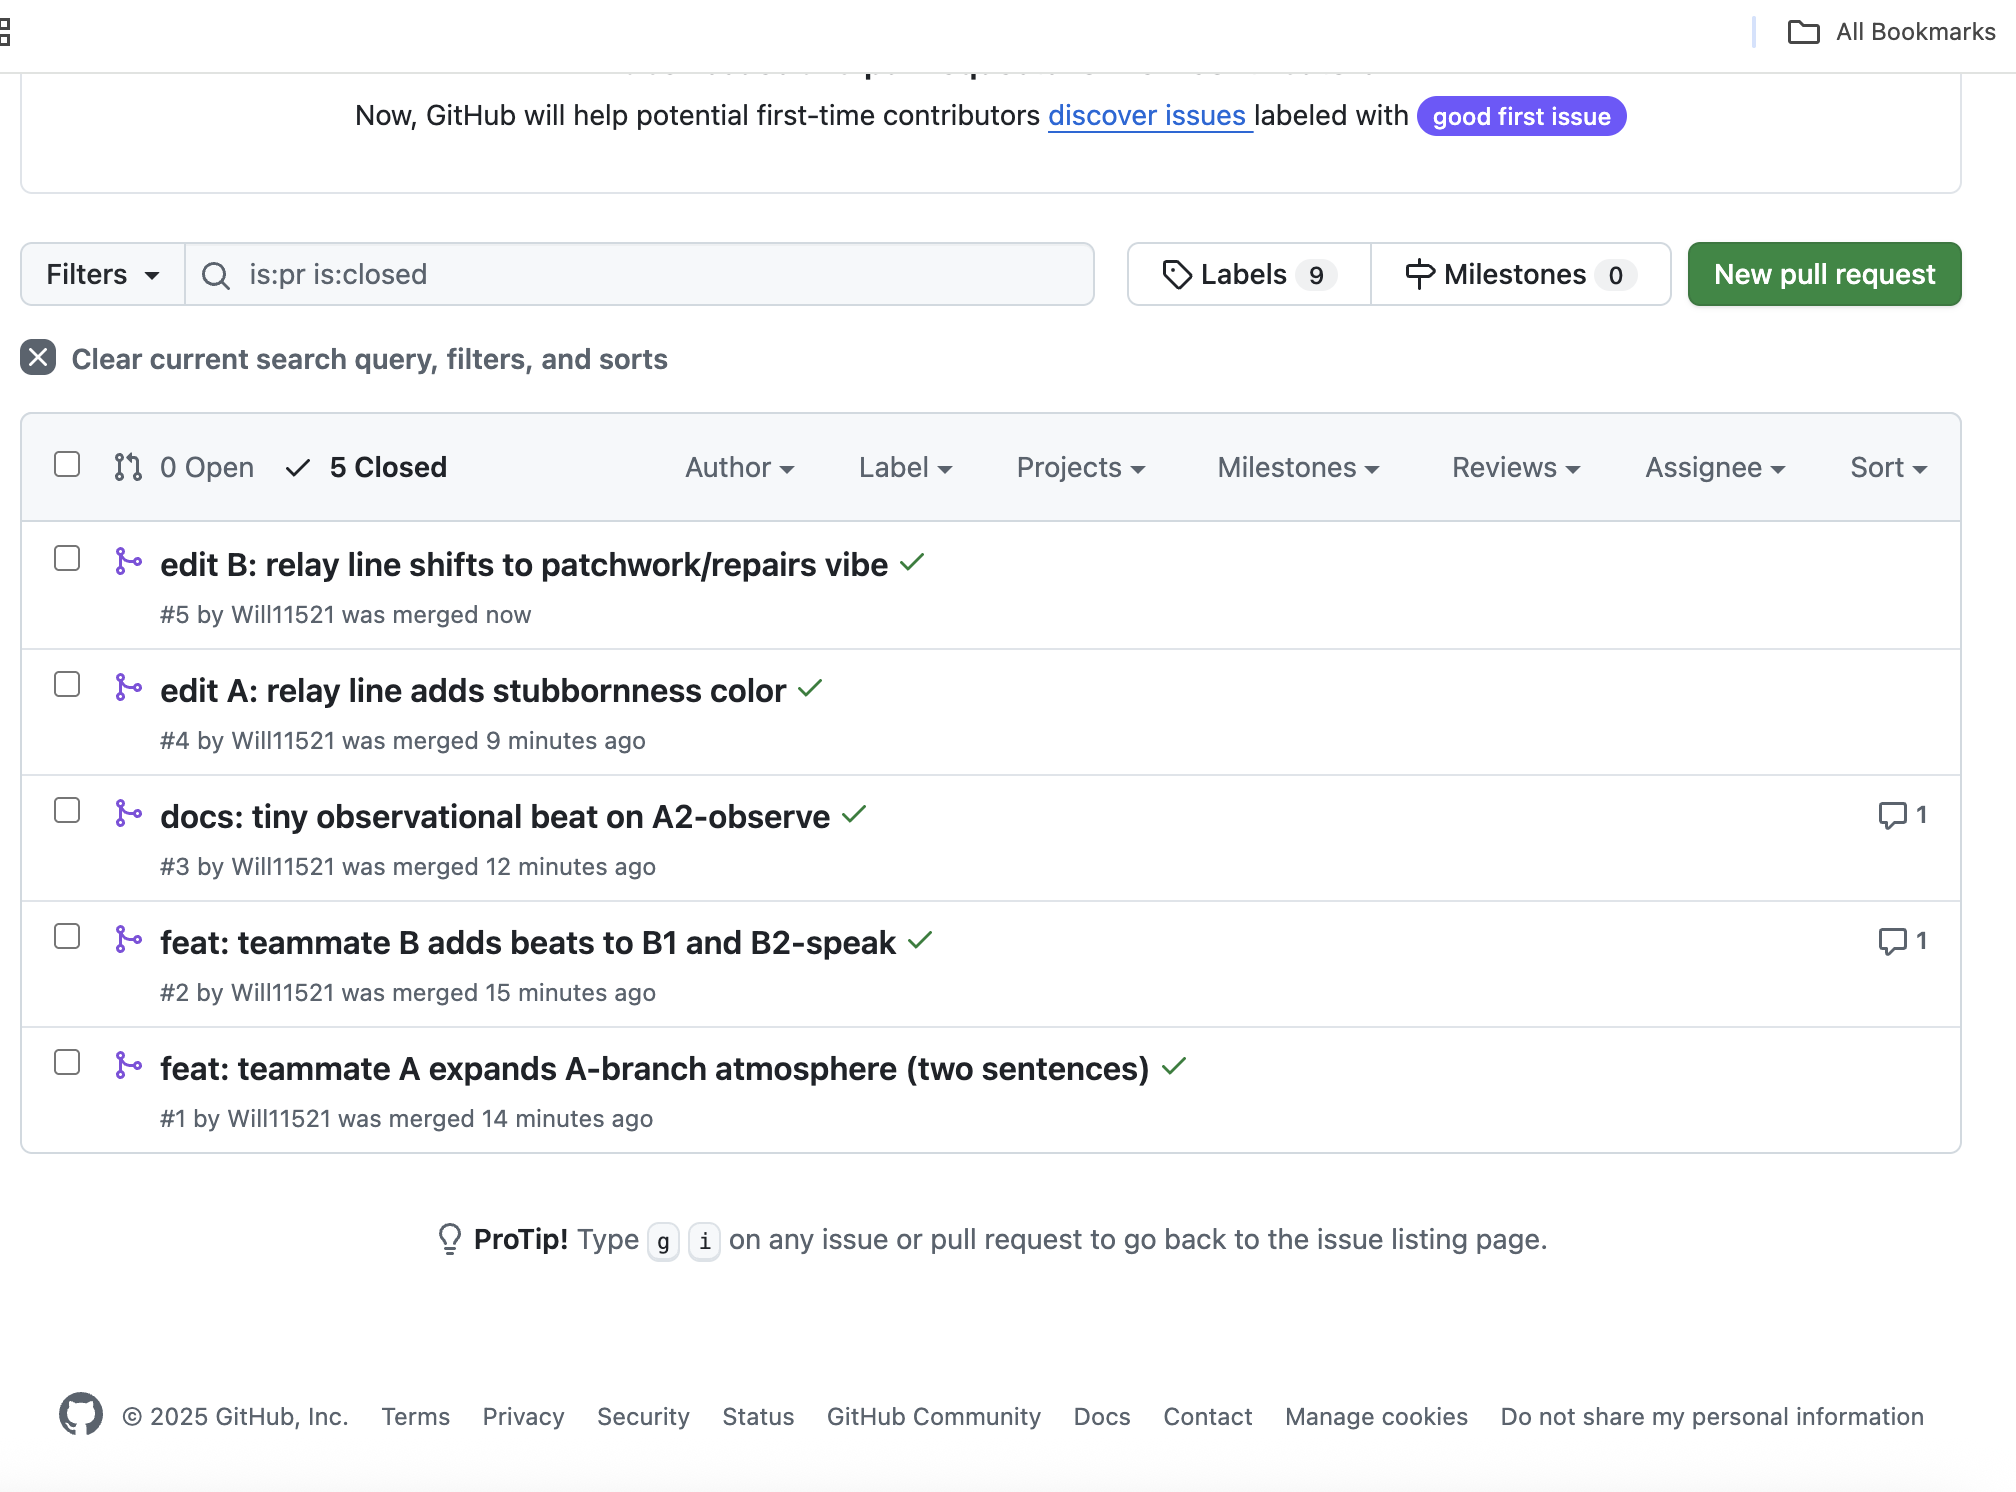 All Bookmarks
Now, GitHub will help potential first-time contributors discover issues labeled with good first issue
Filters is:pr is:closed Labels 9 Milestones 0 New pull request
Clear current search query, filters, and sorts
0 Open 5 Closed Author Label Projects Milestones Reviews Assignee Sort
edit B: relay line shifts to patchwork/repairs vibe
#5 by Will11521 was merged now
edit A: relay line adds stubbornness color
#4 by Will11521 was merged 9 minutes ago
docs: tiny observational beat on A2-observe 1
#3 by Will11521 was merged 12 minutes ago
feat: teammate B adds beats to B1 and B2-speak 1
#2 by Will11521 was merged 15 minutes ago
feat: teammate A expands A-branch atmosphere (two sentences)
#1 by Will11521 was merged 14 minutes ago
ProTip! Type g i on any issue or pull request to go back to the issue listing page.
© 2025 GitHub, Inc. Terms Privacy Security Status GitHub Community Docs Contact Manage cookies Do not share my personal information